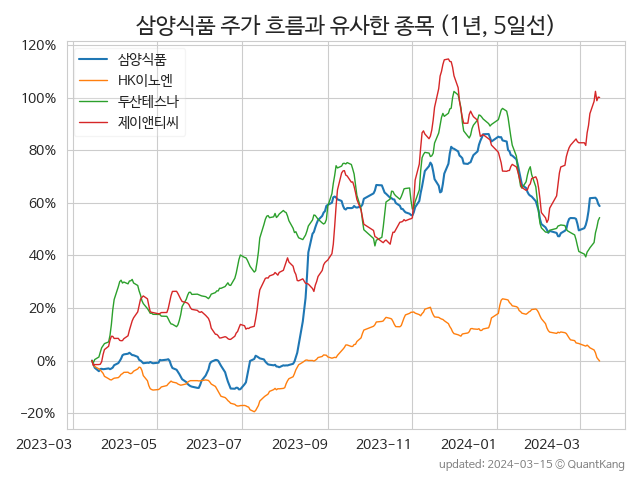 삼양식품 주가 흐름과 유사한 종목 (1년, 5일선)
120%
100%
80%
60%
40%
20%
0%
−20%
삼양식품
HK이노엔
두산테스나
제이앤티씨
2023−03
2023−05
2023−07
2023−09
2023−11
2024−01
2024−03
updated: 2024-03-15 © QuantKang